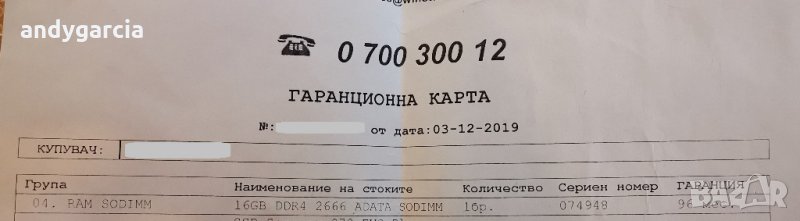 andygarcia
☎ 0 700 300 12
ГАРАНЦИОННА КАРТА
№: от дата:03-12-2019
КУПУВАЧ:
Група Наименование на стоките Количество Сериен номер ГАРАНЦИЯ
04. RAM SODIMM 16GB DDR4 2666 ADATA SODIMM 1бр. 074948 96